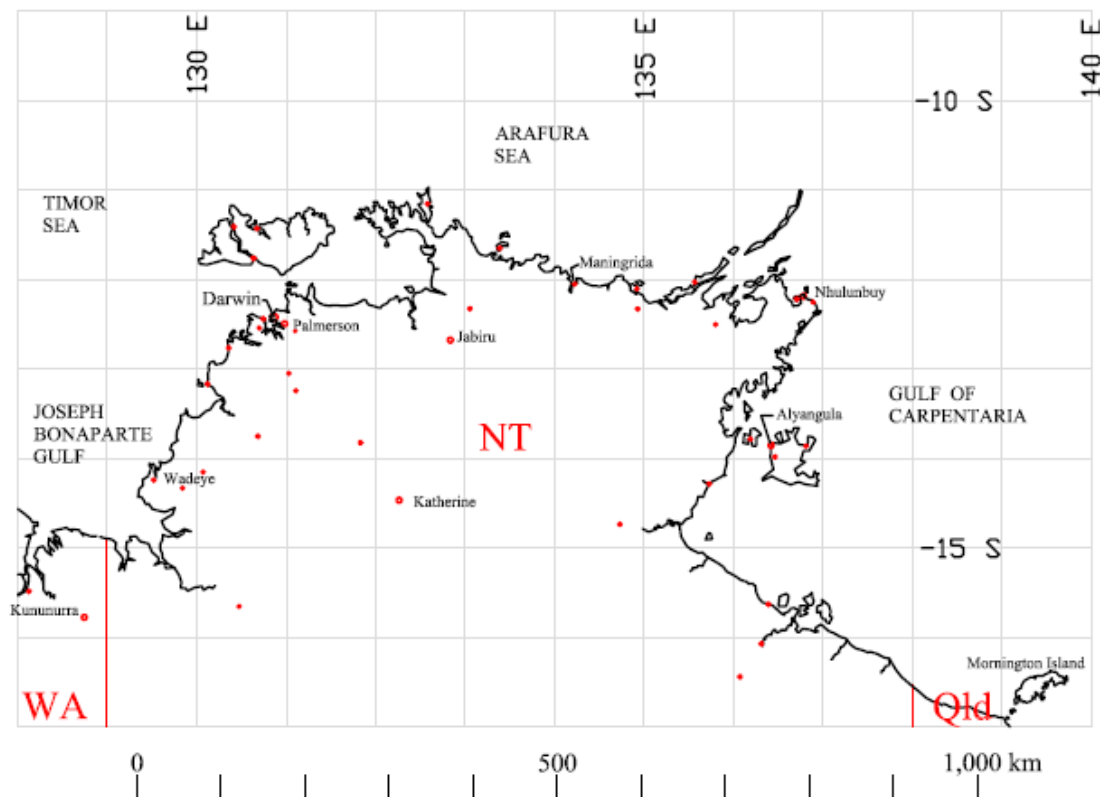 130 E
135 E
140 E
-10 S
ARAFURA
SEA
TIMOR
SEA
Maningrida
Darwin
Nhulunbuy
Palmerson
Jabiru
GULF OF
CARPENTARIA
JOSEPH
BONAPARTE
GULF
Alyangula
NT
Wadeye
Katherine
-15 S
Kununurra
Mornington Island
WA
Qld
0
500
1,000 km